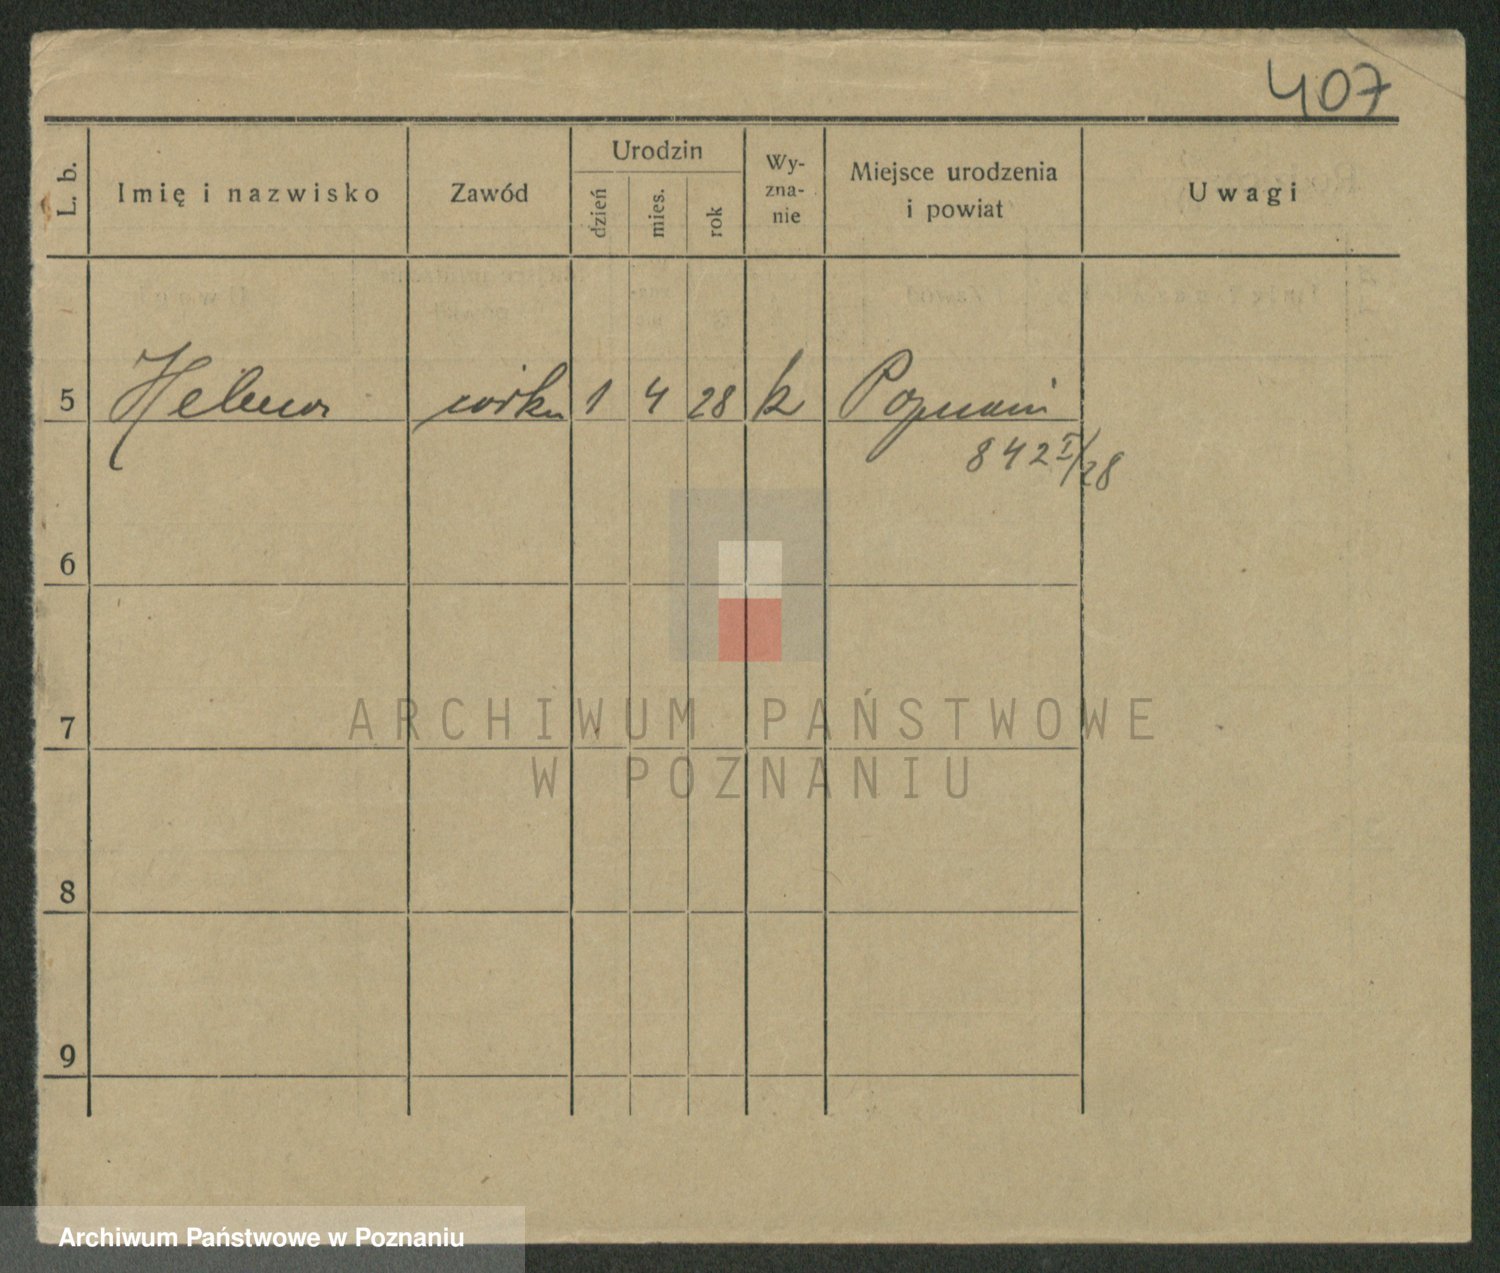 407
L. b.
Imię i nazwisko
Zawód
Urodzin
dzień
mies.
rok
Wy-
zna-
nie
Miejsce urodzenia
i powiat
Uwagi
5 Helena córka 1 4 28 k Poznań
842 I/28
6
7
8
9
ARCHIWUM PAŃSTWOWE
W POZNANIU
Archiwum Państwowe w Poznaniu